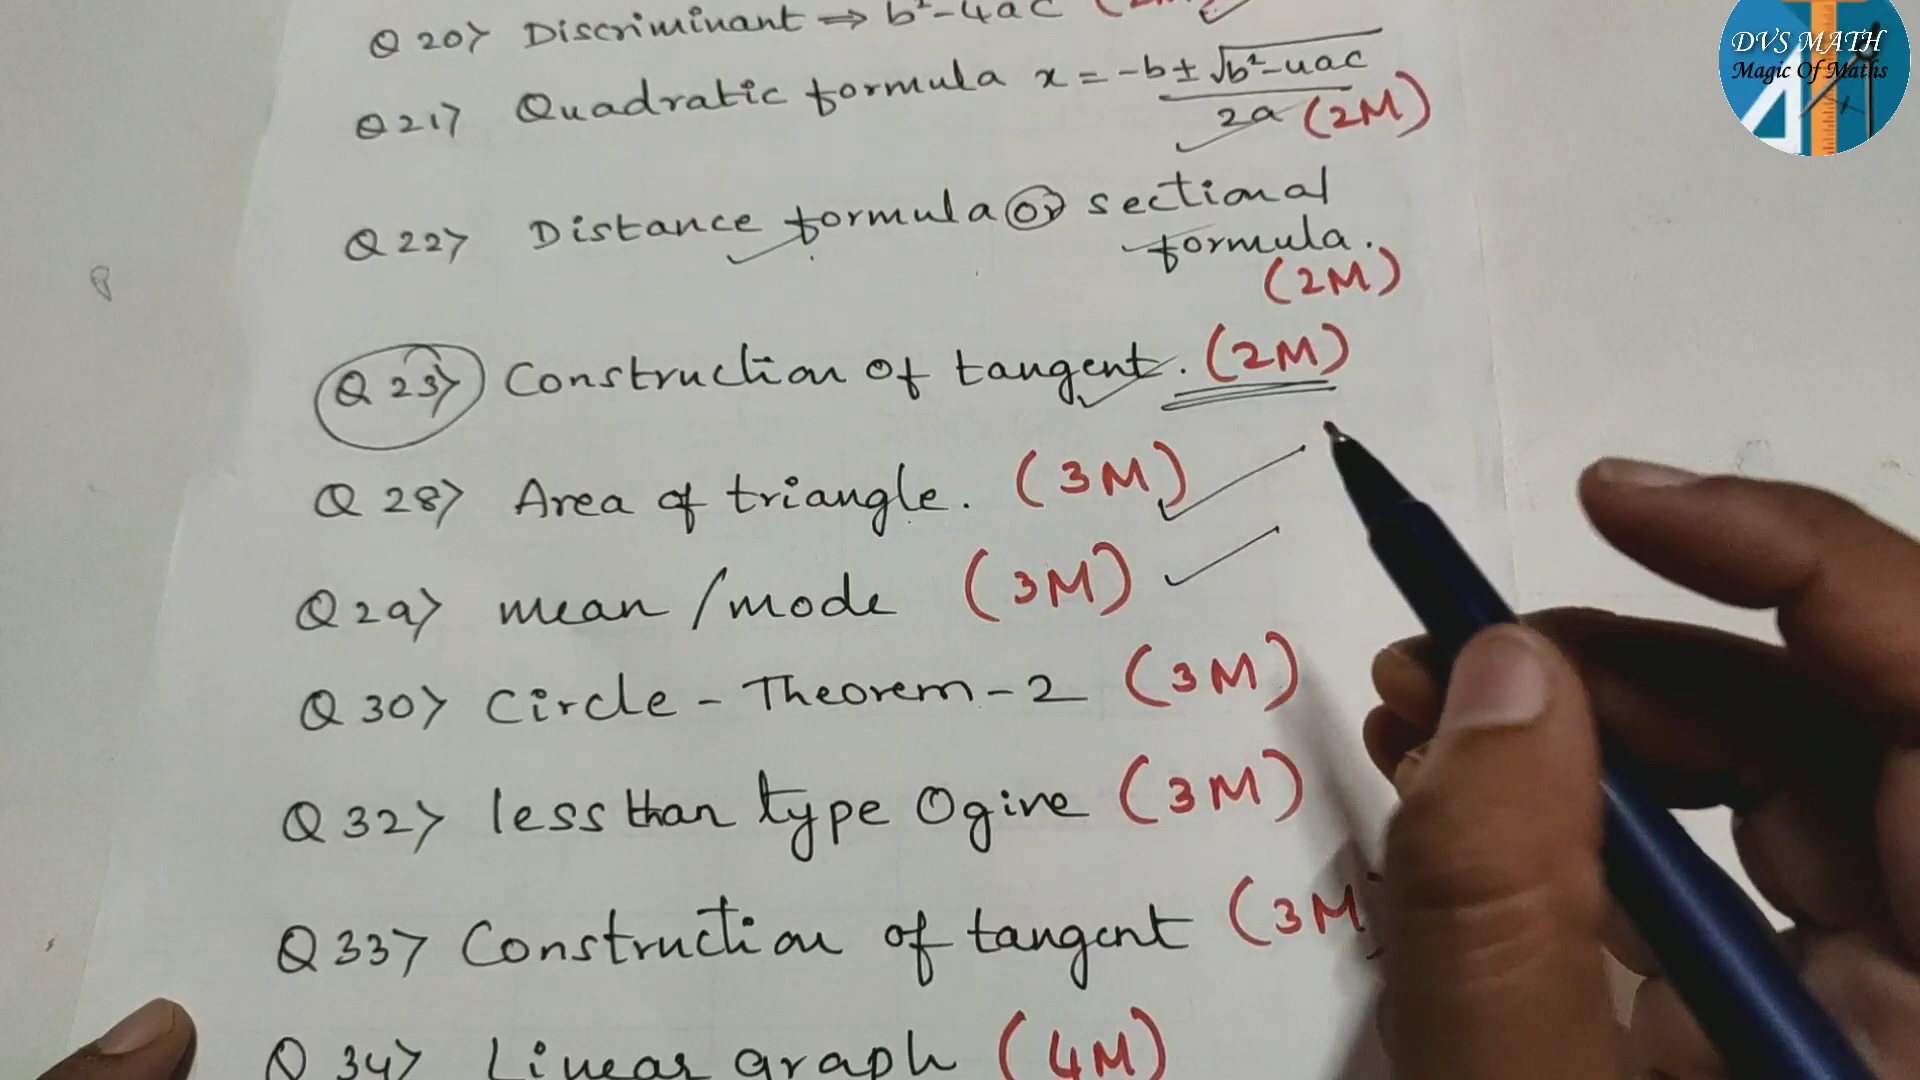 Q 20> Discriminant ⇒ b²-4ac
DVS MATH
Magic Of Maths
Q 21> Quadratic formula x = -b ± √b²-4ac
2a (2M)
Q 22> Distance formula or sectional
formula.
(2M)
Q 23> Construction of tangent. (2M)
Q 28> Area of triangle. (3M)
Q 29> mean/mode (3M)
Q 30> Circle - Theorem-2 (3M)
Q 32> less than type Ogive (3M)
Q 33> Construction of tangent (3M)
Q 34> Linear graph (4M)